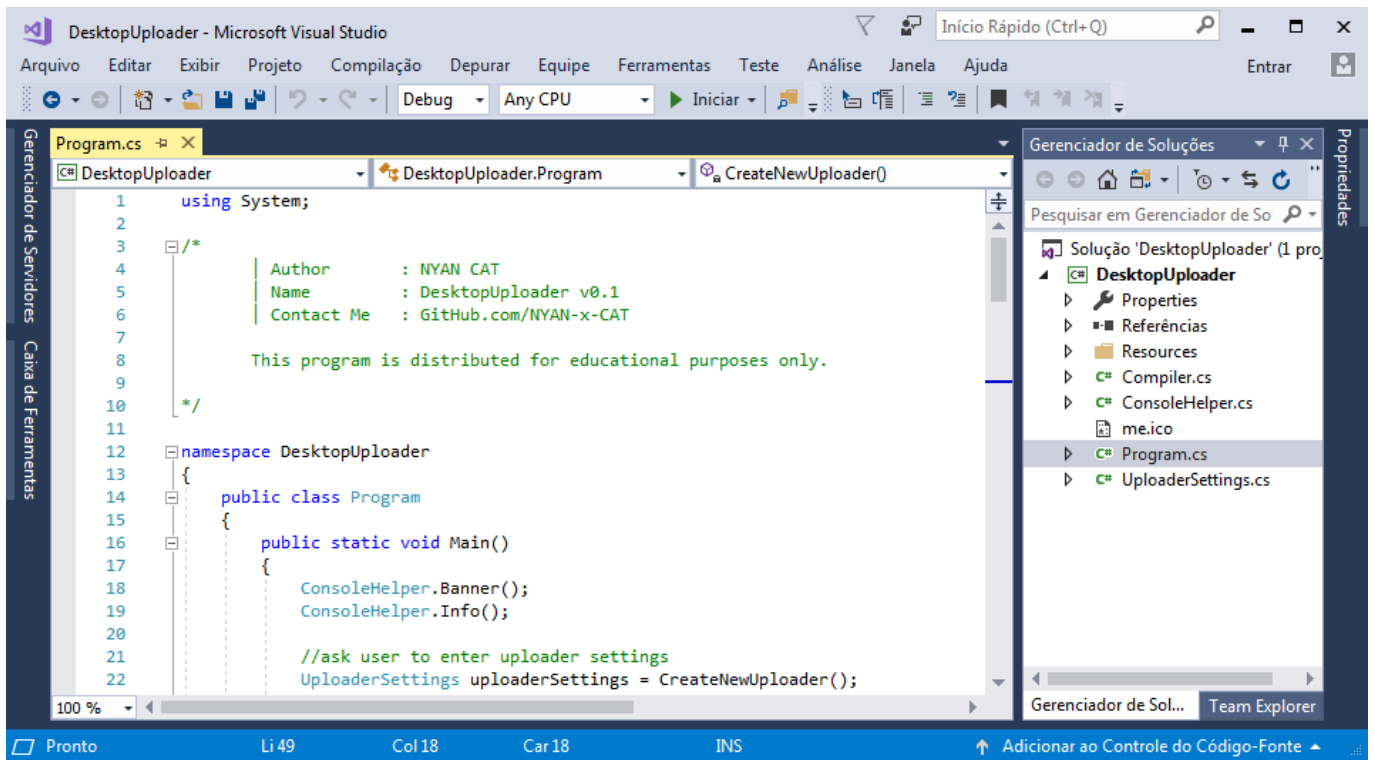 DesktopUploader - Microsoft Visual Studio
Início Rápido (Ctrl+Q)
Arquivo Editar Exibir Projeto Compilação Depurar Equipe Ferramentas Teste Análise Janela Ajuda Entrar
Debug Any CPU Iniciar
Gerenciador de Servidores
Caixa de Ferramentas
Program.cs
DesktopUploader DesktopUploader.Program CreateNewUploader()
1 using System;
2
3 /*
4 | Author : NYAN CAT
5 | Name : DesktopUploader v0.1
6 | Contact Me : GitHub.com/NYAN-x-CAT
7
8 This program is distributed for educational purposes only.
9
10 */
11
12 namespace DesktopUploader
13 {
14 public class Program
15 {
16 public static void Main()
17 {
18 ConsoleHelper.Banner();
19 ConsoleHelper.Info();
20
21 //ask user to enter uploader settings
22 UploaderSettings uploaderSettings = CreateNewUploader();
100 %
Gerenciador de Soluções
Pesquisar em Gerenciador de So
Solução 'DesktopUploader' (1 proj
C# DesktopUploader
Properties
Referências
Resources
C# Compiler.cs
C# ConsoleHelper.cs
me.ico
C# Program.cs
C# UploaderSettings.cs
Gerenciador de Sol... Team Explorer
Propriedades
Pronto Li 49 Col 18 Car 18 INS Adicionar ao Controle do Código-Fonte